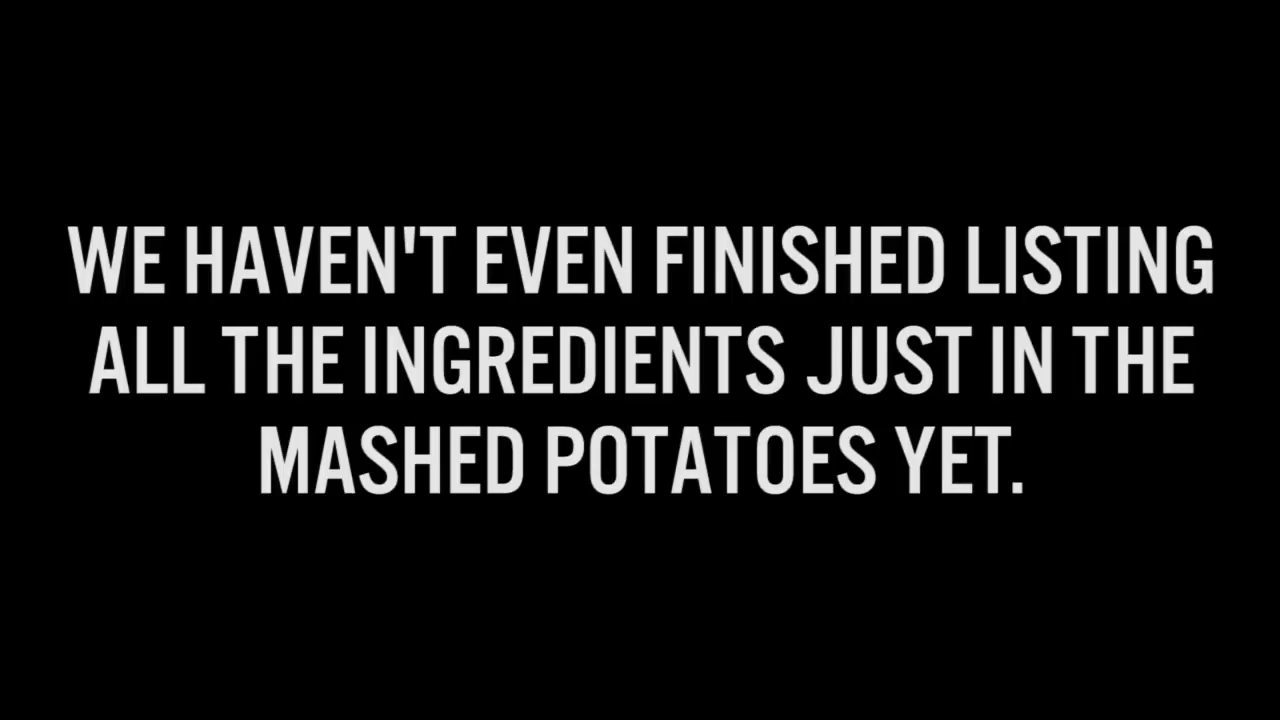 WE HAVEN'T EVEN FINISHED LISTING
ALL THE INGREDIENTS JUST IN THE
MASHED POTATOES YET.